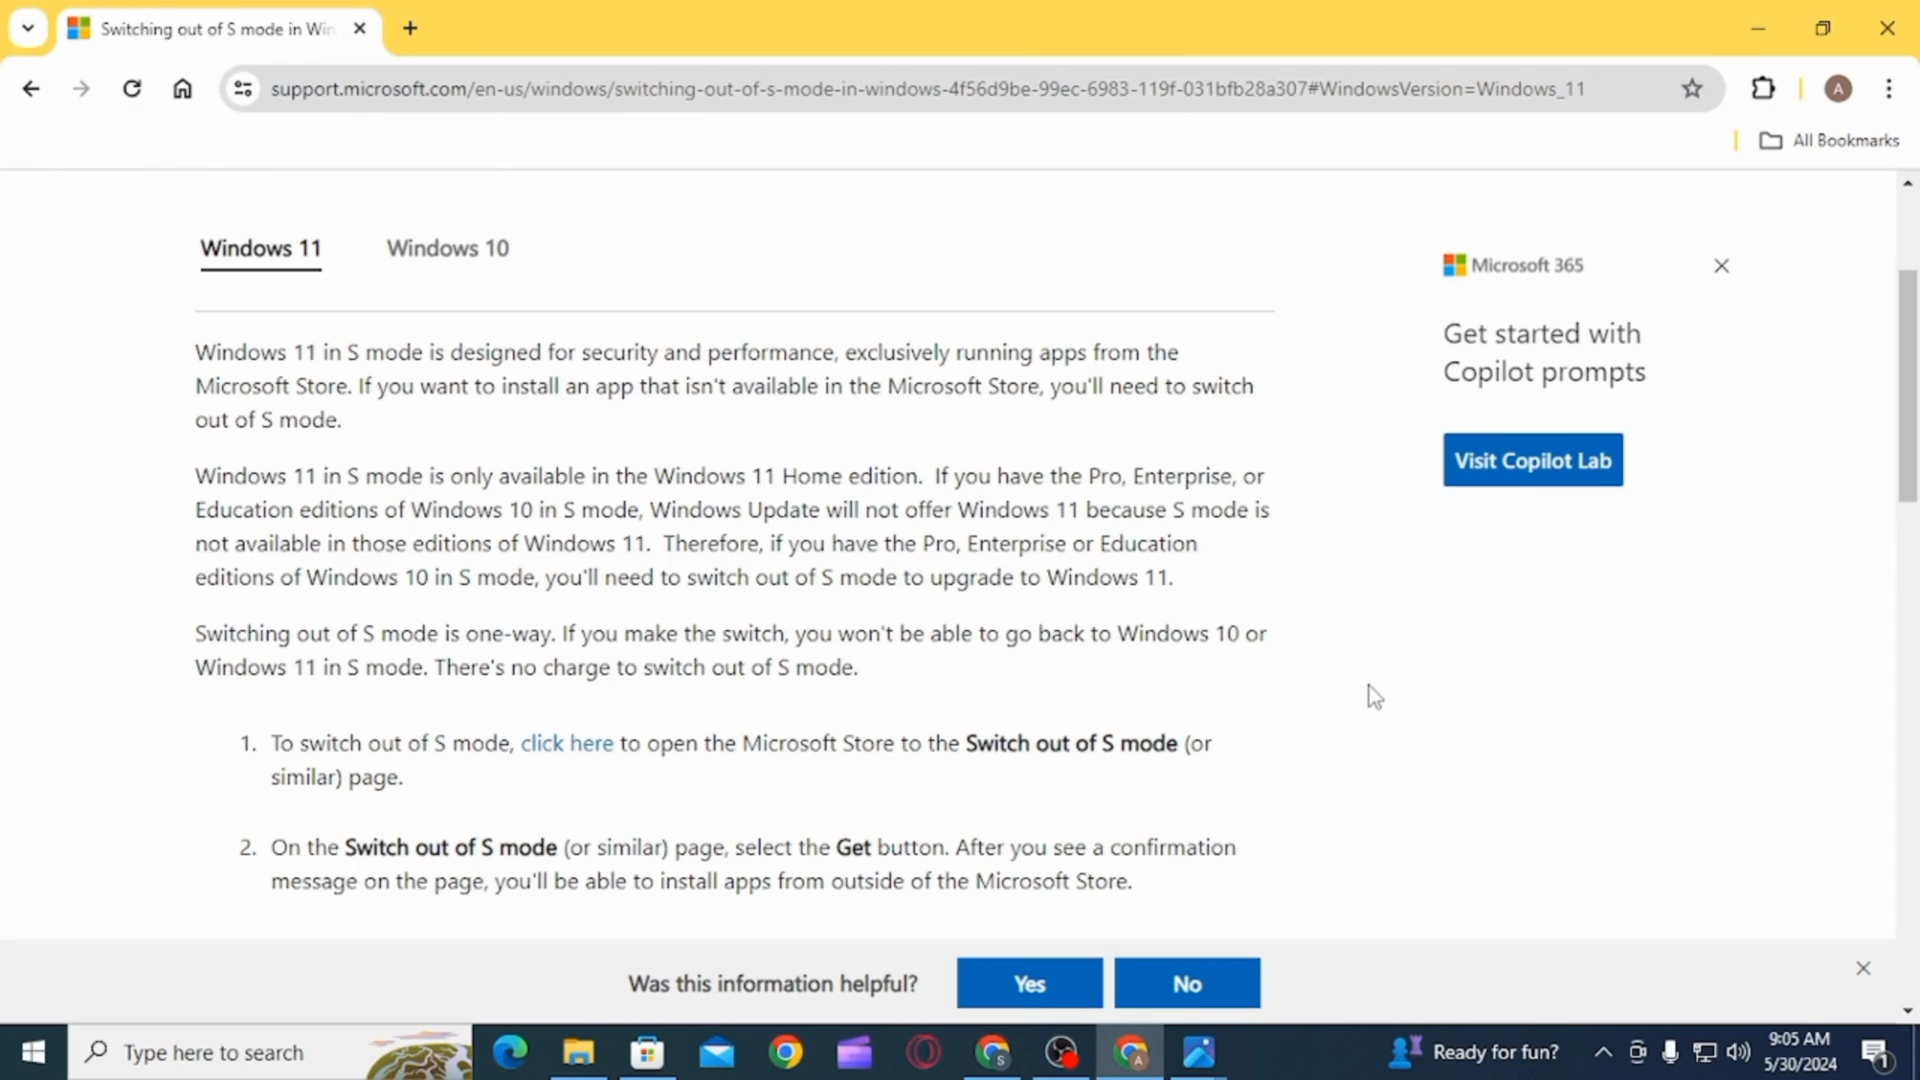 Switching out of S mode in Win
support.microsoft.com/en-us/windows/switching-out-of-s-mode-in-windows-4f56d9be-99ec-6983-119f-031bfb28a307#WindowsVersion=Windows_11
A
All Bookmarks
Windows 11
Windows 10
Windows 11 in S mode is designed for security and performance, exclusively running apps from the
Microsoft Store. If you want to install an app that isn't available in the Microsoft Store, you'll need to switch
out of S mode.
Windows 11 in S mode is only available in the Windows 11 Home edition.  If you have the Pro, Enterprise, or
Education editions of Windows 10 in S mode, Windows Update will not offer Windows 11 because S mode is
not available in those editions of Windows 11.  Therefore, if you have the Pro, Enterprise or Education
editions of Windows 10 in S mode, you'll need to switch out of S mode to upgrade to Windows 11.
Switching out of S mode is one-way. If you make the switch, you won't be able to go back to Windows 10 or
Windows 11 in S mode. There's no charge to switch out of S mode.
1. To switch out of S mode, click here to open the Microsoft Store to the Switch out of S mode (or
similar) page.
2. On the Switch out of S mode (or similar) page, select the Get button. After you see a confirmation
message on the page, you'll be able to install apps from outside of the Microsoft Store.
Microsoft 365
Get started with
Copilot prompts
Visit Copilot Lab
Was this information helpful?
Yes
No
Type here to search
S
A
Ready for fun?
9:05 AM
5/30/2024
1